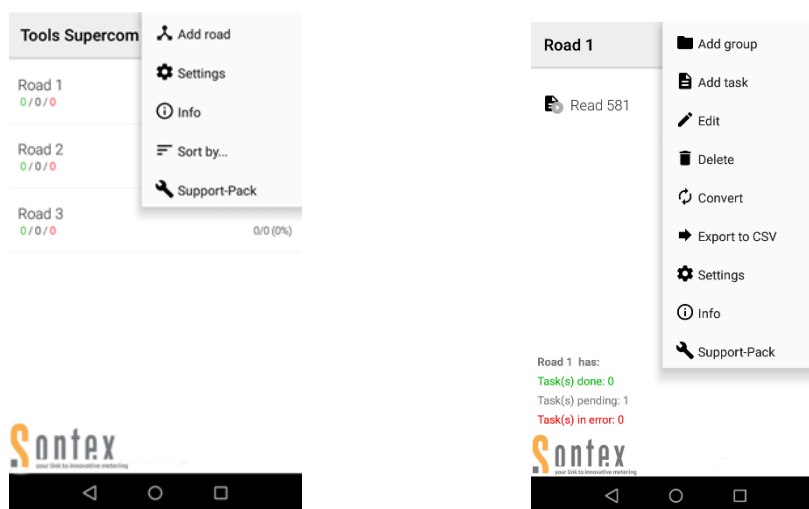 Tools Supercom
Add road
Settings
Info
Sort by...
Support-Pack
Road 1
0/0/0
Road 2
0/0/0
Road 3
0/0/0
0/0 (0%)
Sontex
your link to innovative metering
Road 1
Add group
Add task
Edit
Delete
Convert
Export to CSV
Settings
Info
Support-Pack
Read 581
Road 1 has:
Task(s) done: 0
Task(s) pending: 1
Task(s) in error: 0
Sontex
your link to innovative metering